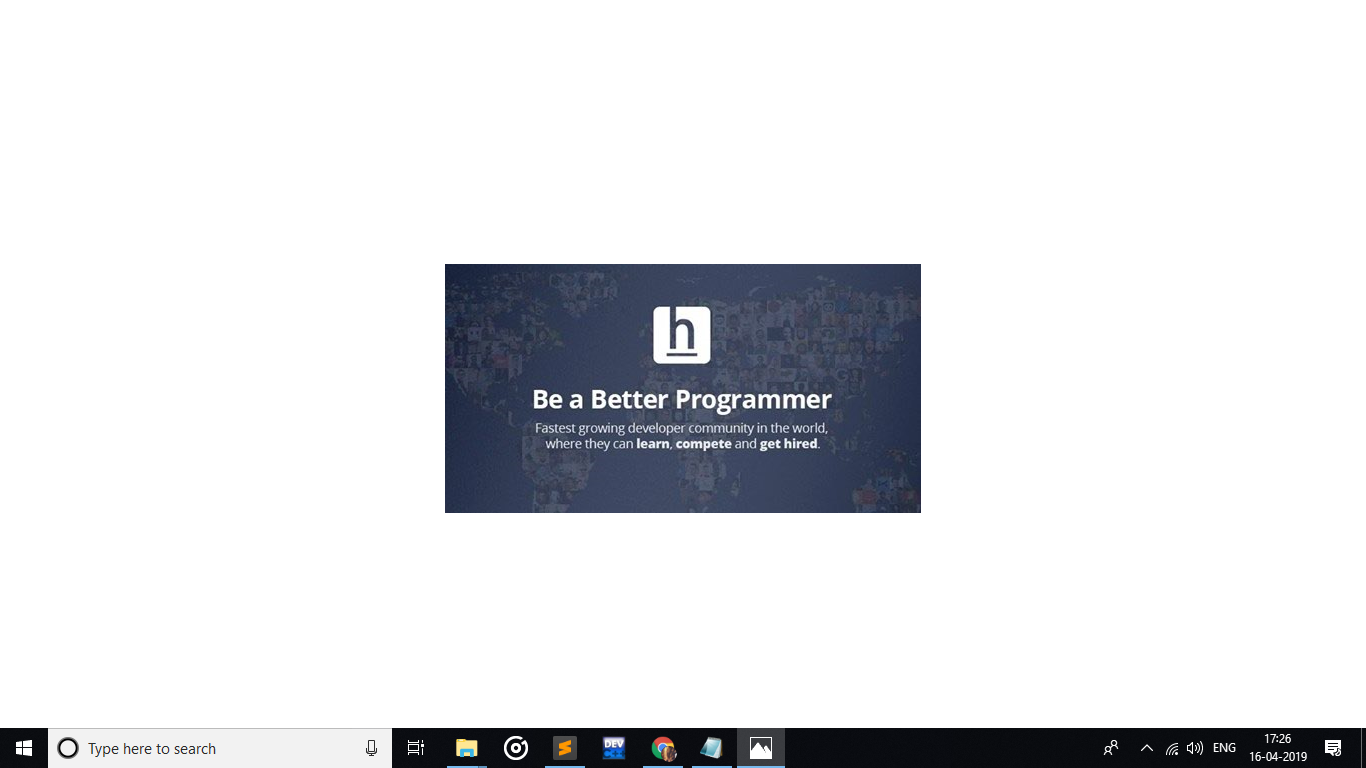 h
Be a Better Programmer
Fastest growing developer community in the world,
where they can learn, compete and get hired.
Type here to search
DEV
ENG
17:26
16-04-2019